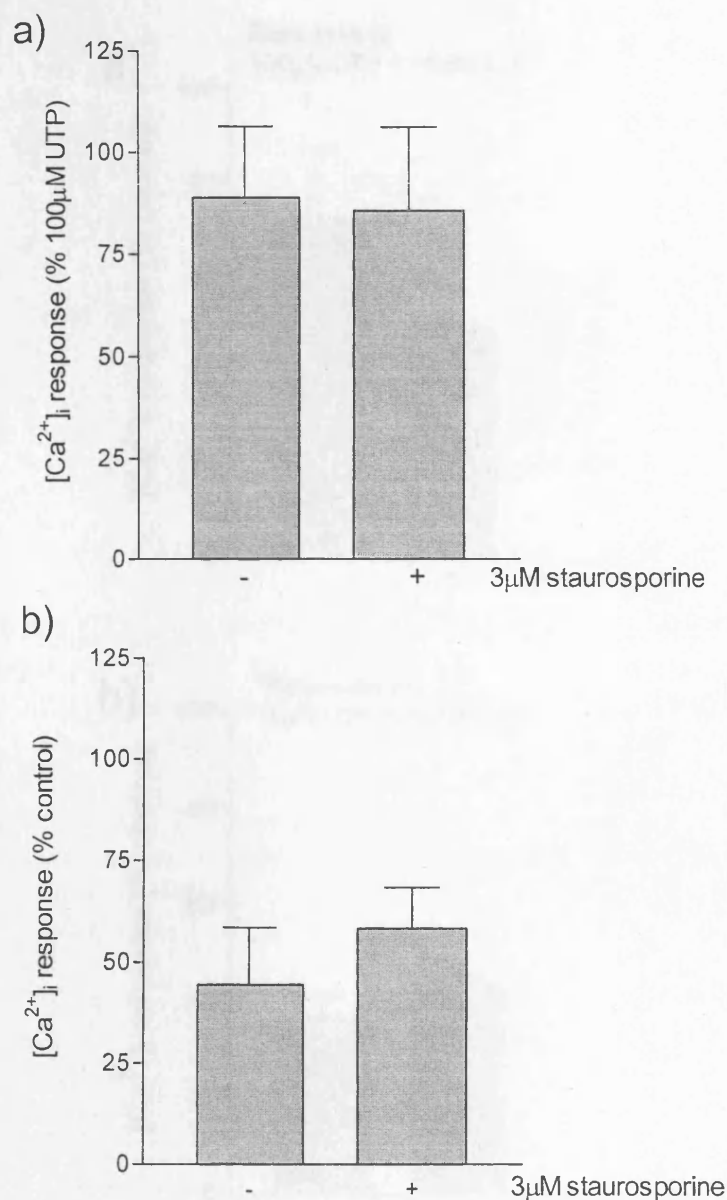 a)
[Ca²⁺]ᵢ response (% 100μM UTP)
125
100
75
50
25
0
- + 3μM staurosporine
b)
[Ca²⁺]ᵢ response (% control)
125
100
75
50
25
0
- + 3μM staurosporine